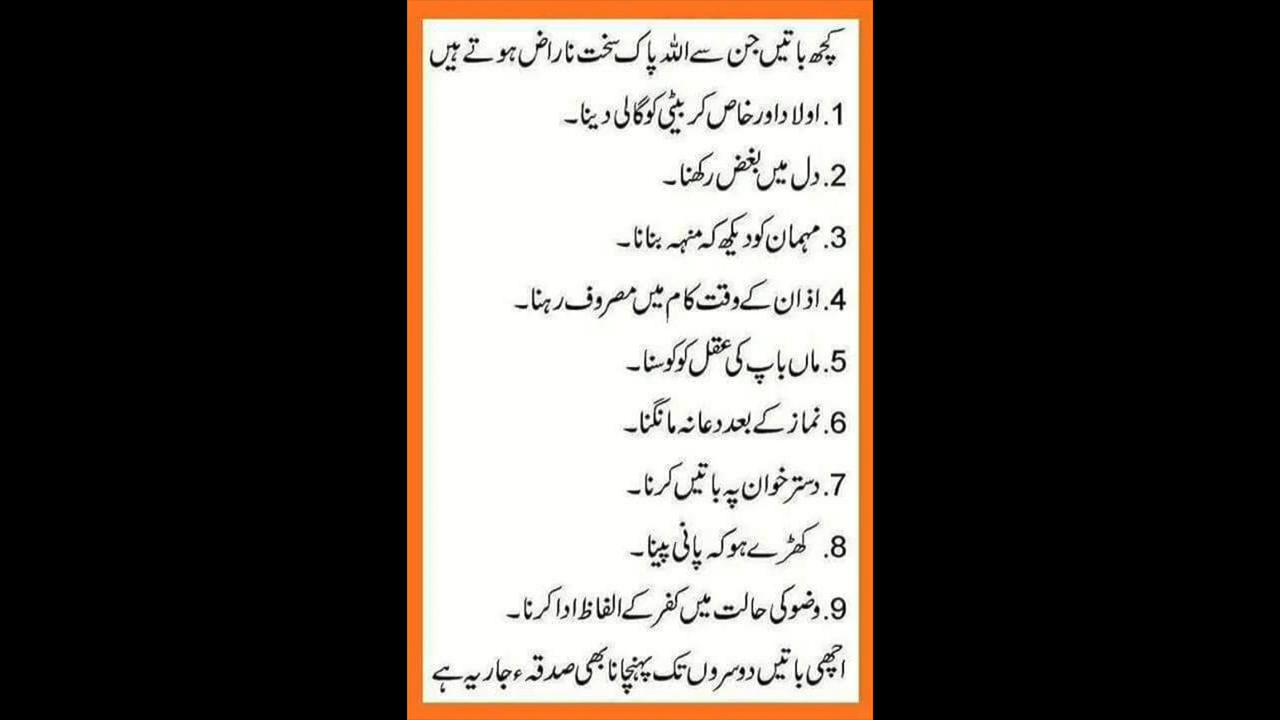 کچھ باتیں جن سے اللہ پاک سخت ناراض ہوتے ہیں
1. اولاد اور خاص کر بیٹی کو گالی دینا۔
2. دل میں بغض رکھنا۔
3. مہمان کو دیکھ کہ منہہ بنانا۔
4. اذان کے وقت کام میں مصروف رہنا۔
5. ماں باپ کی عقل کو کوسنا۔
6. نماز کے بعد دعا نہ مانگنا۔
7. دسترخوان پہ باتیں کرنا۔
8. کھڑے ہو کہ پانی پینا۔
9. وضو کی حالت میں کفر کے الفاظ ادا کرنا۔
اچھی باتیں دوسروں تک پہنچانا بھی صدقہء جاریہ ہے